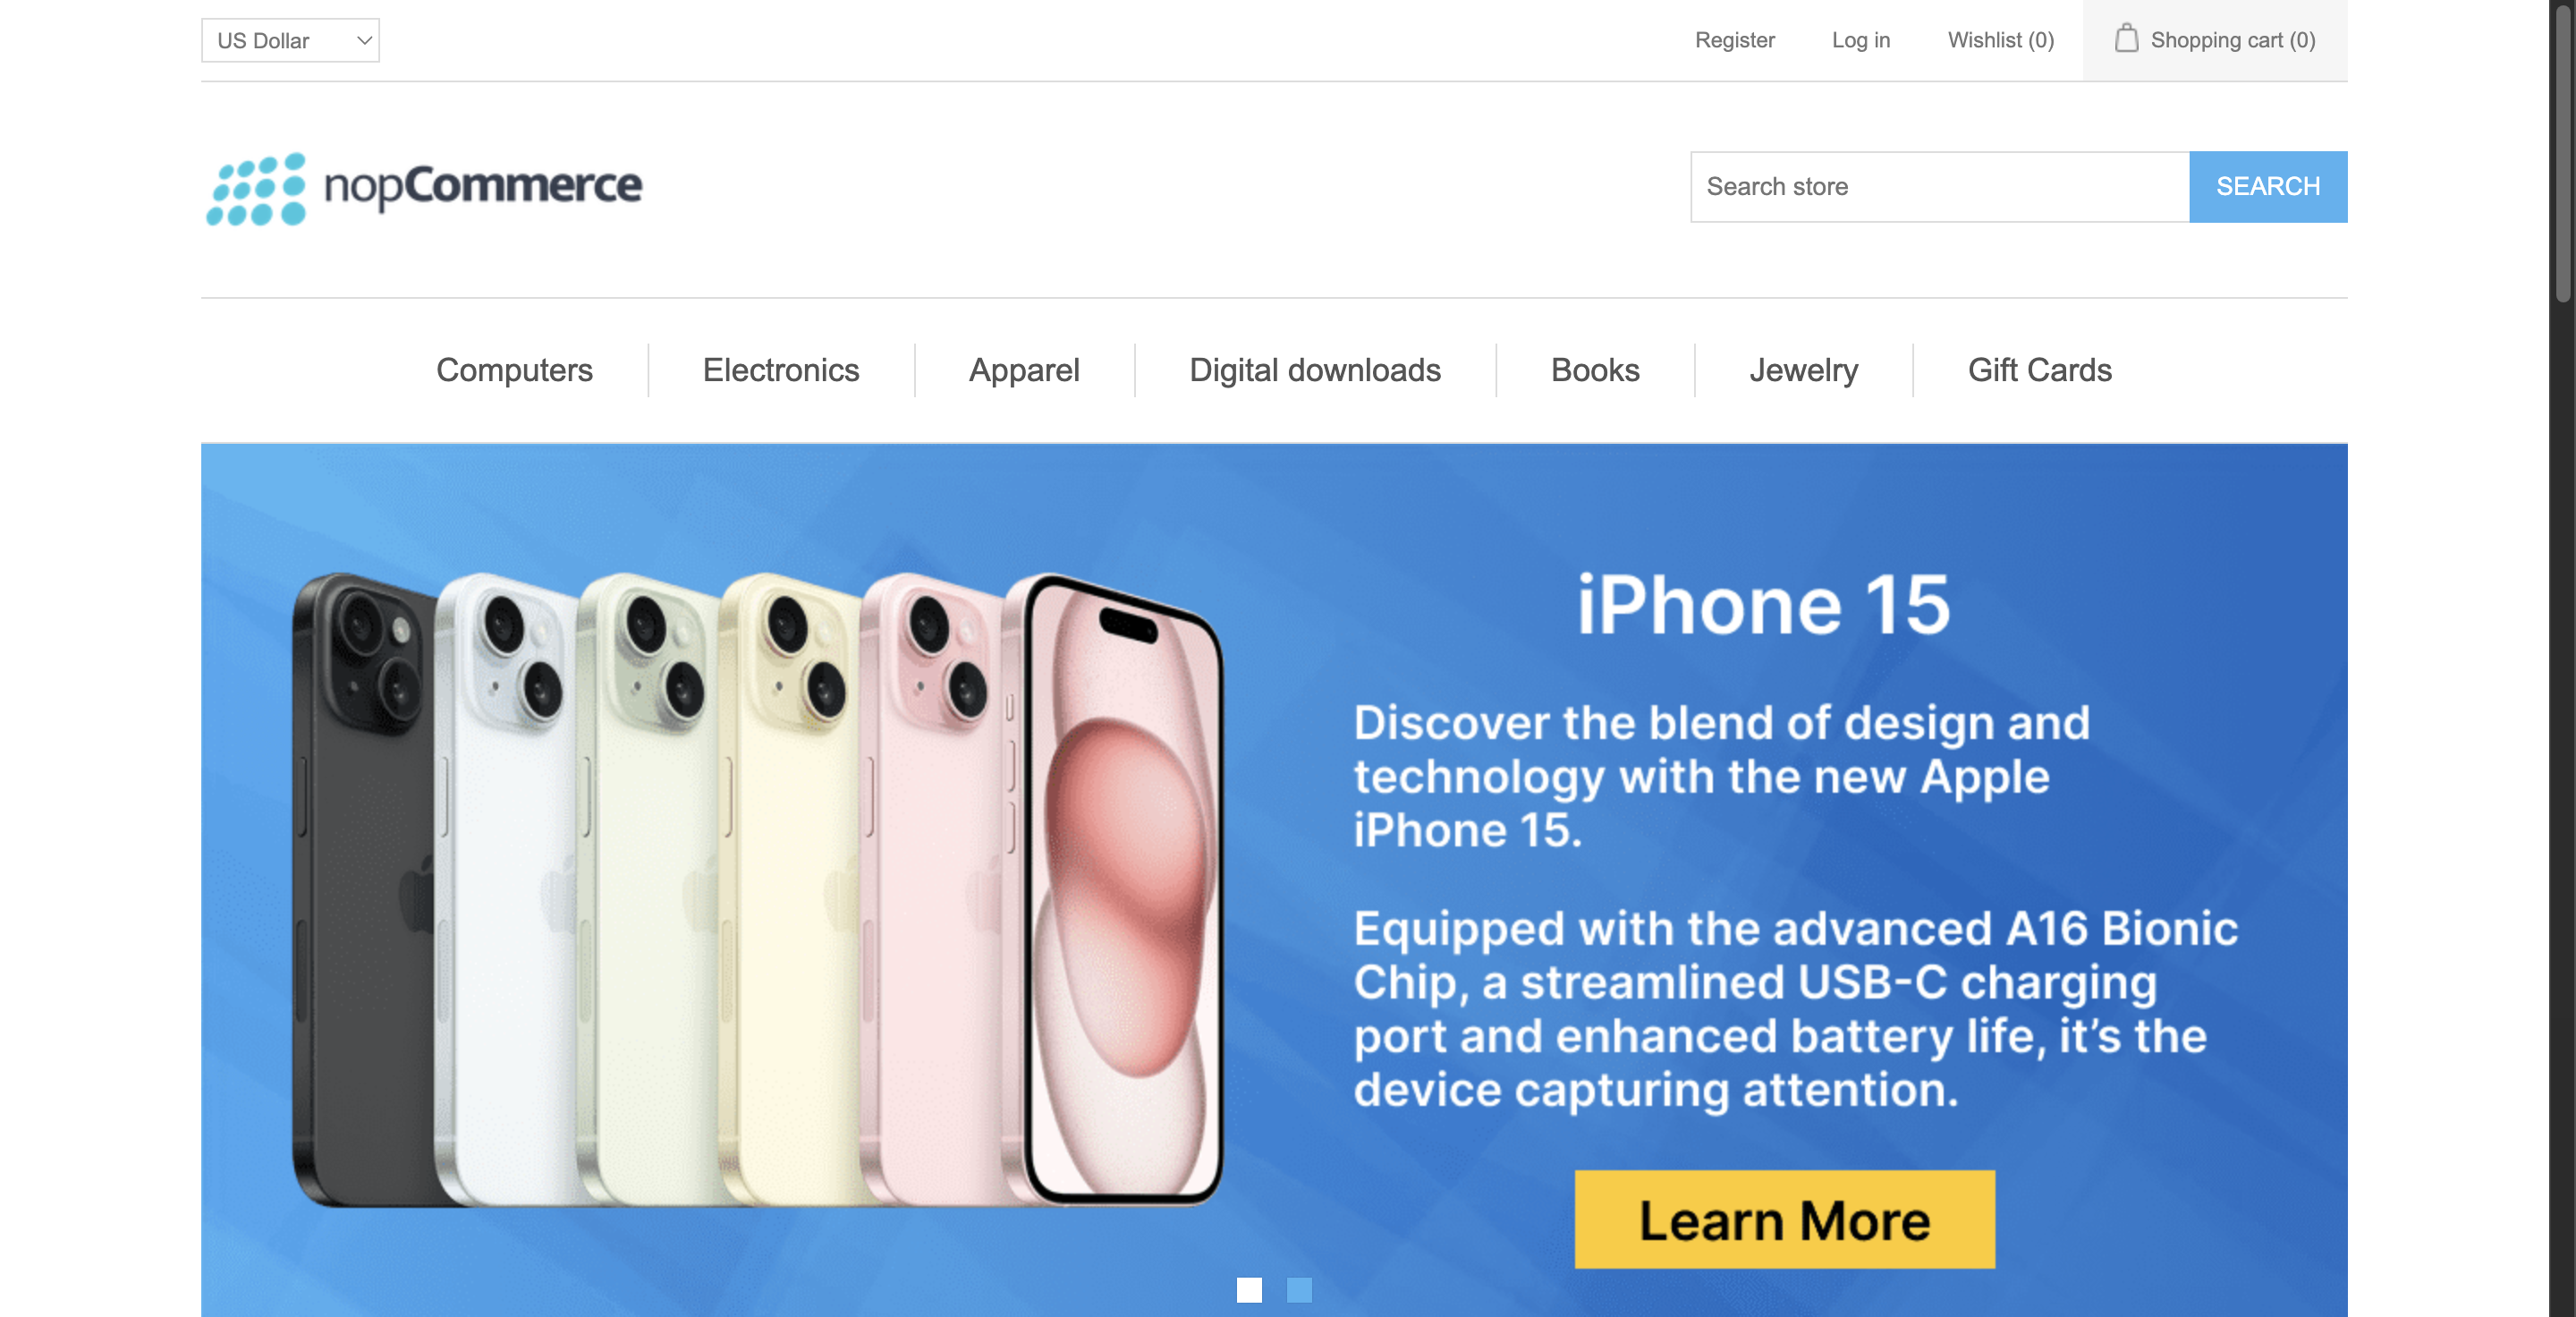 US Dollar
Register
Log in
Wishlist (0)
Shopping cart (0)
nopCommerce
Search store
SEARCH
Computers
Electronics
Apparel
Digital downloads
Books
Jewelry
Gift Cards
iPhone 15
Discover the blend of design and
technology with the new Apple
iPhone 15.
Equipped with the advanced A16 Bionic
Chip, a streamlined USB-C charging
port and enhanced battery life, it’s the
device capturing attention.
Learn More